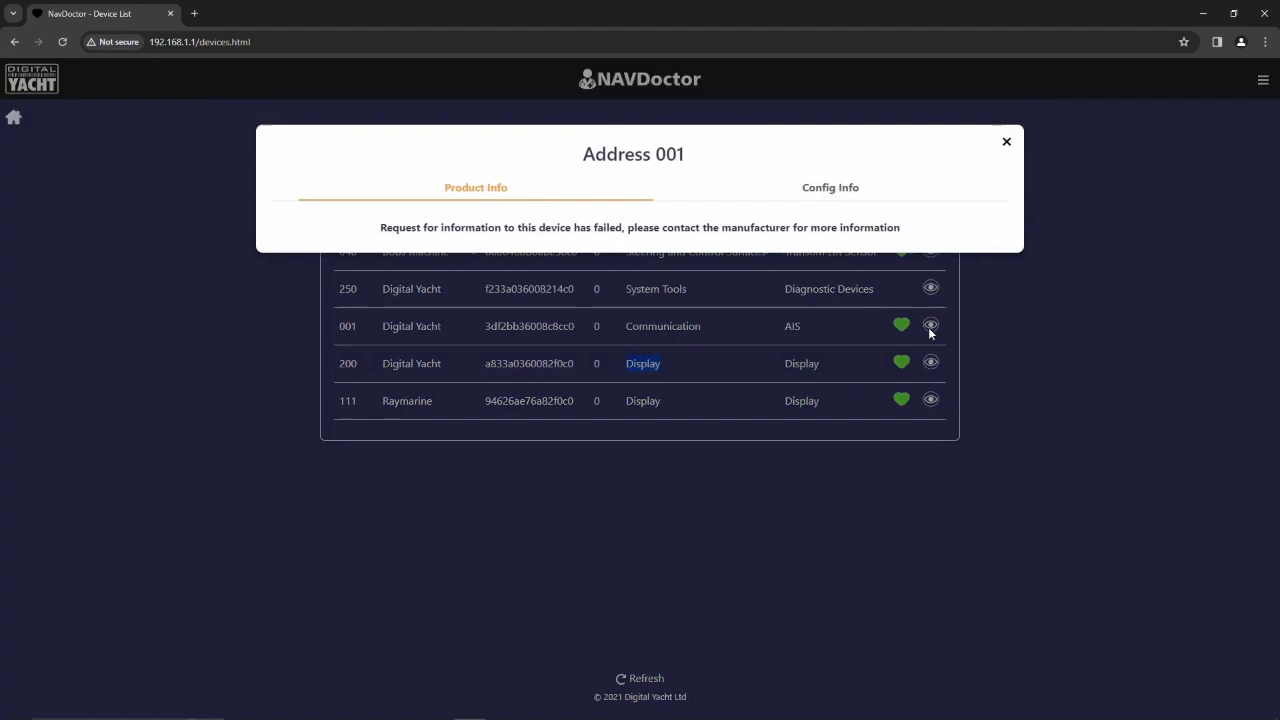 NavDoctor - Device List
Not secure 192.168.1.1/devices.html
DIGITAL
YACHT
NAVDoctor
Address 001
Product Info Config Info
Request for information to this device has failed, please contact the manufacturer for more information
250 Digital Yacht f233a036008214c0 0 System Tools Diagnostic Devices
001 Digital Yacht 3df2bb36008c8cc0 0 Communication AIS
200 Digital Yacht a833a0360082f0c0 0 Display Display
111 Raymarine 94626ae76a82f0c0 0 Display Display
Refresh
© 2021 Digital Yacht Ltd